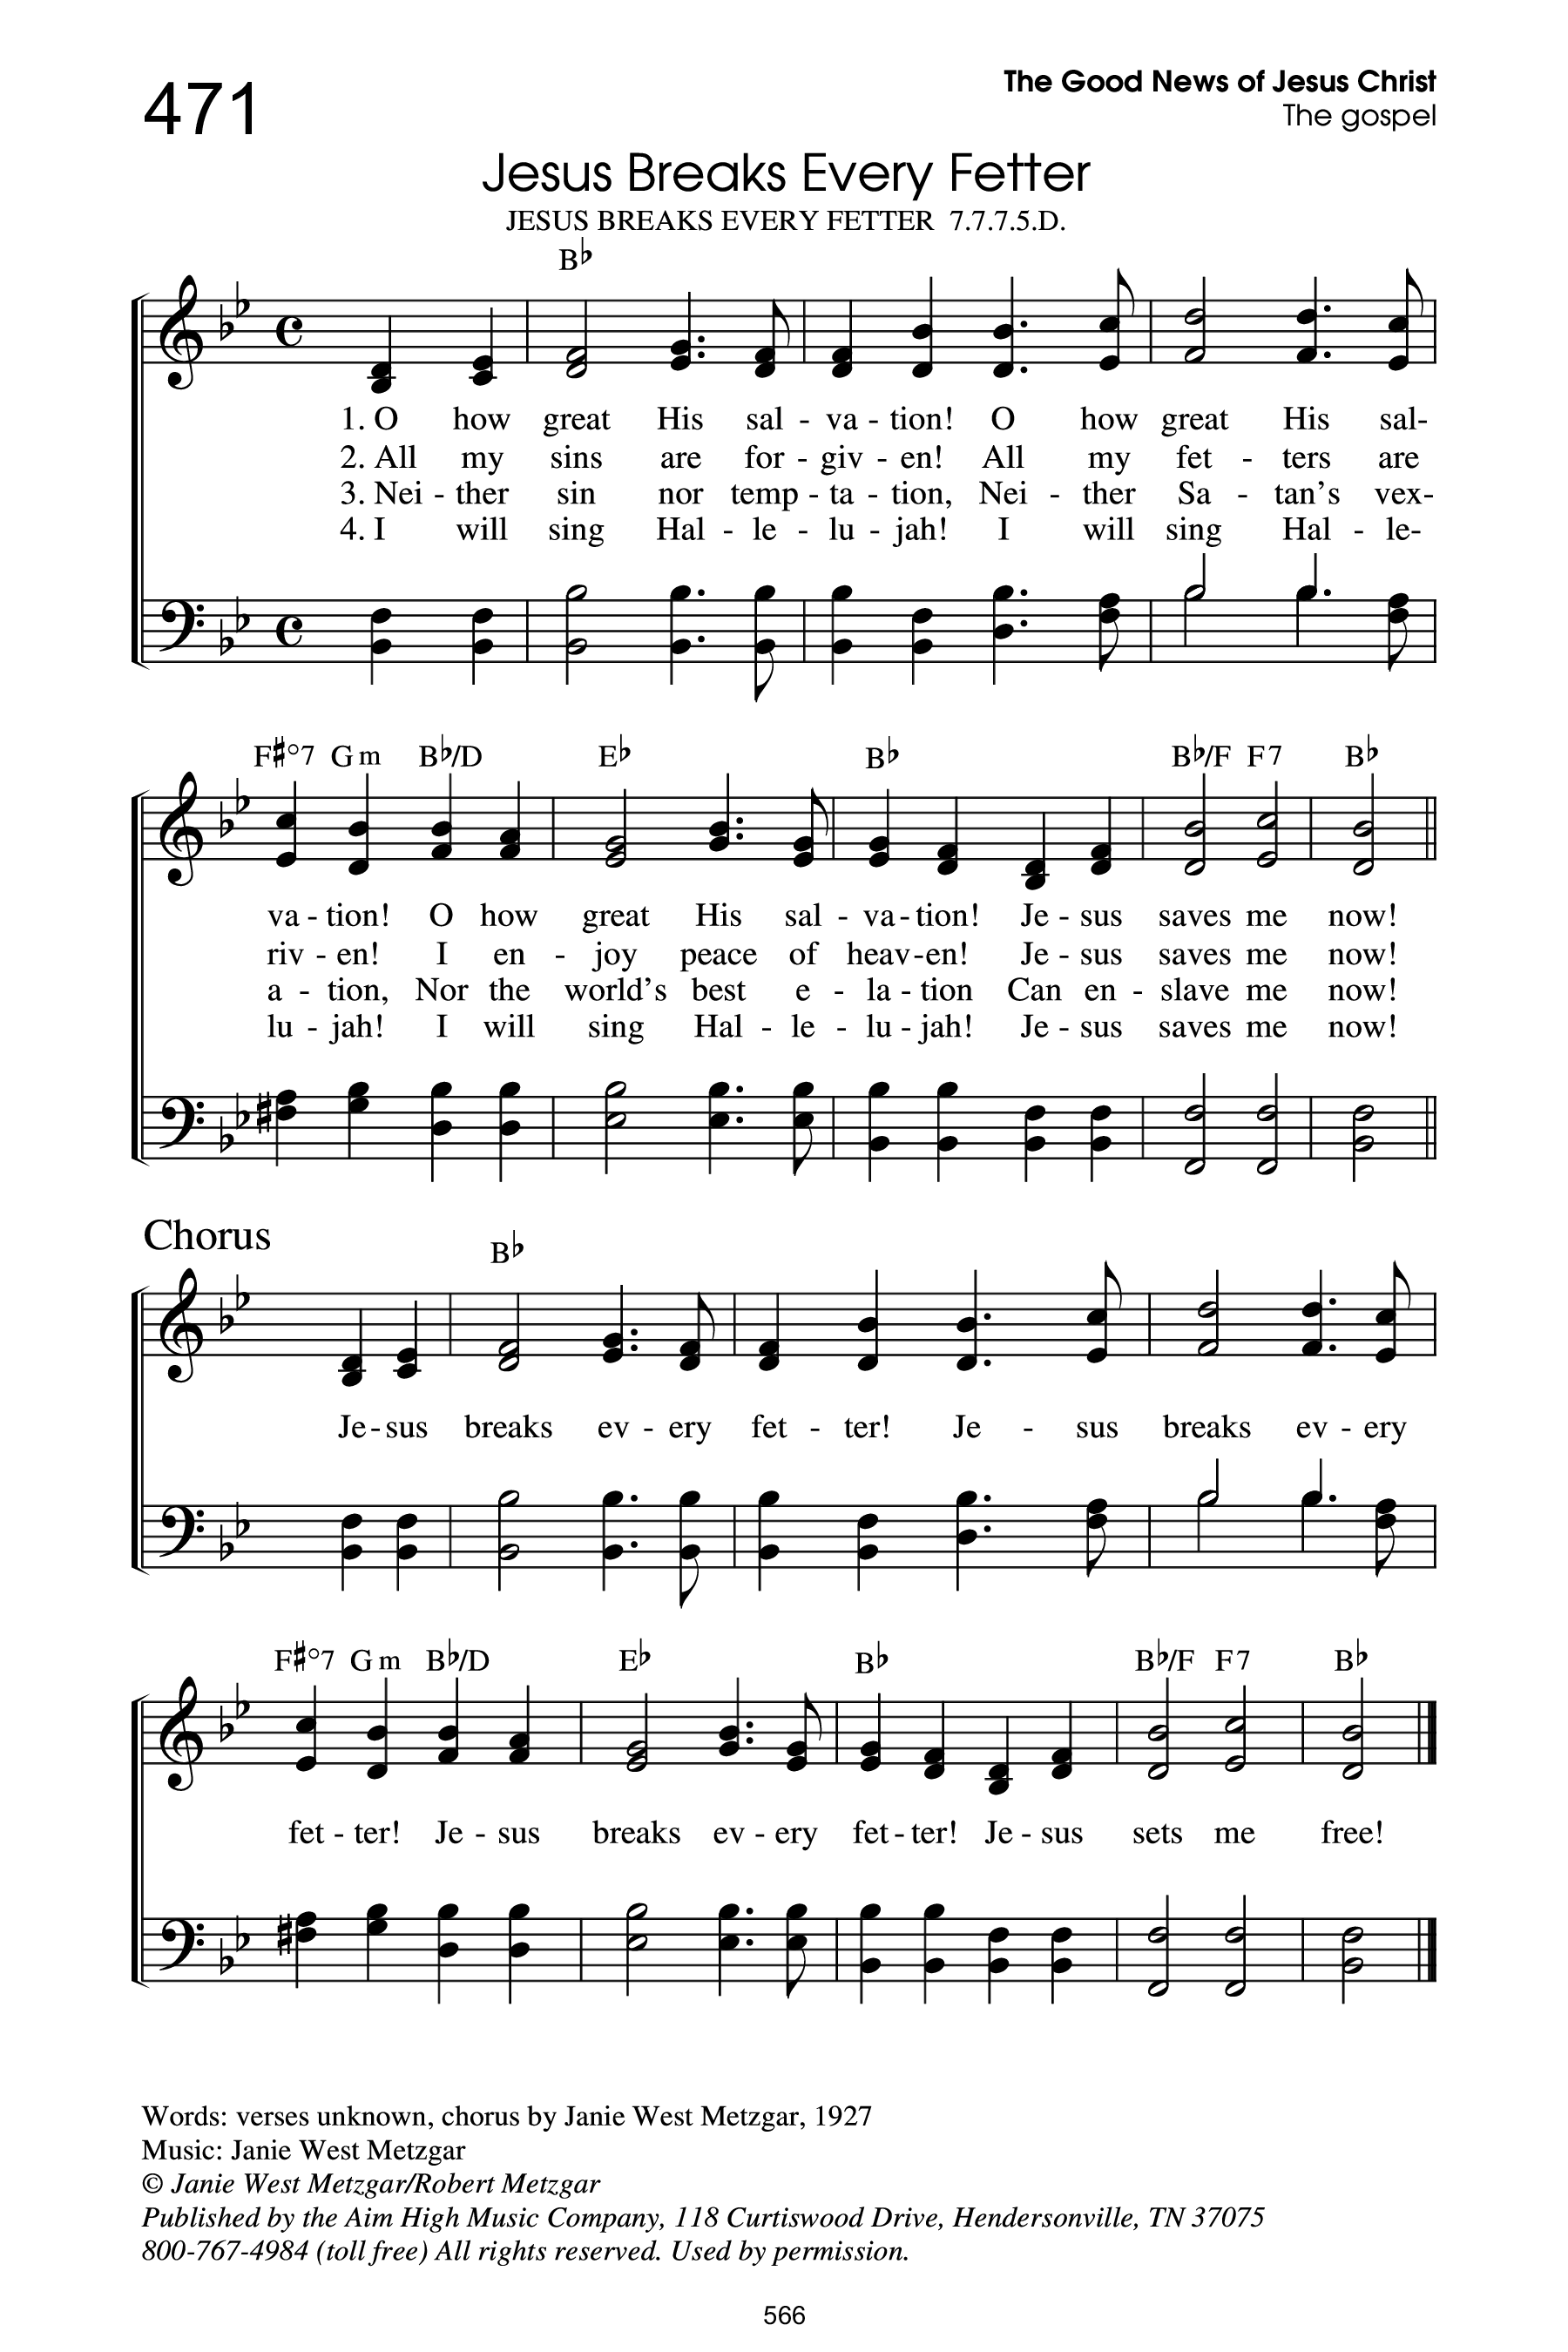 471
The Good News of Jesus Christ
The gospel
Jesus Breaks Every Fetter
JESUS BREAKS EVERY FETTER 7.7.7.5.D.
B♭
1. O how great His sal - va - tion! O how great His sal-
2. All my sins are for - giv - en! All my fet - ters are
3. Nei - ther sin nor temp - ta - tion, Nei - ther Sa - tan's vex-
4. I will sing Hal - le - lu - jah! I will sing Hal - le-
F♯°7 Gm B♭/D E♭ B♭ B♭/F F7 B♭
va - tion! O how great His sal - va - tion! Je - sus saves me now!
riv - en! I en - joy peace of heav - en! Je - sus saves me now!
a - tion, Nor the world's best e - la - tion Can en - slave me now!
lu - jah! I will sing Hal - le - lu - jah! Je - sus saves me now!
Chorus
B♭
Je - sus breaks ev - ery fet - ter! Je - sus breaks ev - ery
F♯°7 Gm B♭/D E♭ B♭ B♭/F F7 B♭
fet - ter! Je - sus breaks ev - ery fet - ter! Je - sus sets me free!
Words: verses unknown, chorus by Janie West Metzgar, 1927
Music: Janie West Metzgar
© Janie West Metzgar/Robert Metzgar
Published by the Aim High Music Company, 118 Curtiswood Drive, Hendersonville, TN 37075
800-767-4984 (toll free) All rights reserved. Used by permission.
566